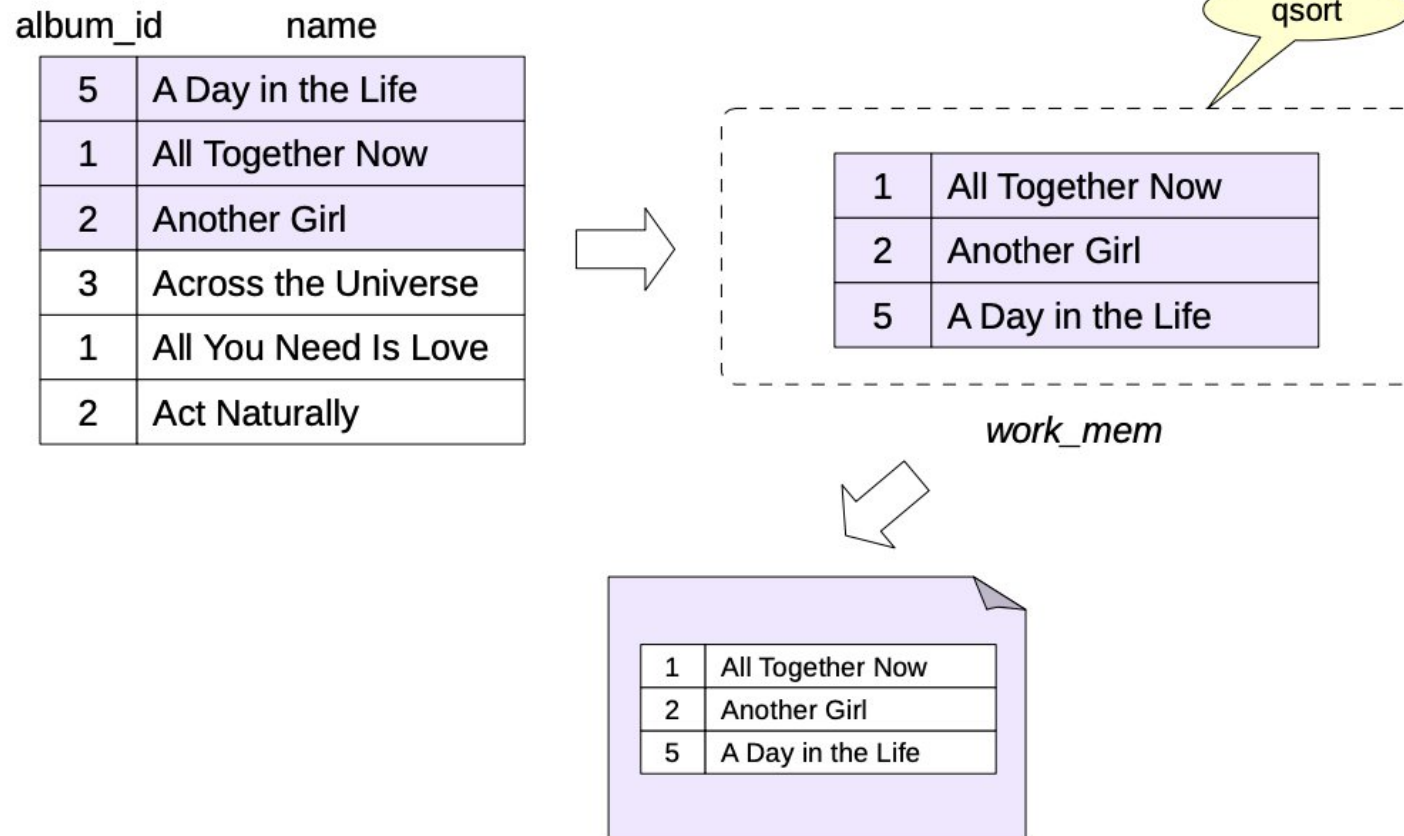 album_id name
5 A Day in the Life
1 All Together Now
2 Another Girl
3 Across the Universe
1 All You Need Is Love
2 Act Naturally
qsort
1 All Together Now
2 Another Girl
5 A Day in the Life
work_mem
1 All Together Now
2 Another Girl
5 A Day in the Life